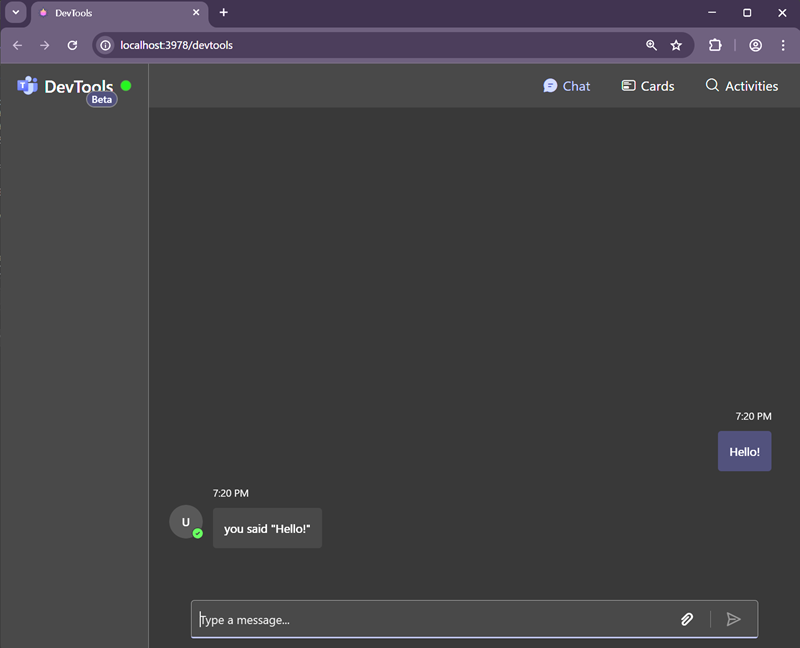 DevTools
localhost:3978/devtools
DevTools
Beta
Chat
Cards
Activities
7:20 PM
Hello!
7:20 PM
U
you said "Hello!"
Type a message...